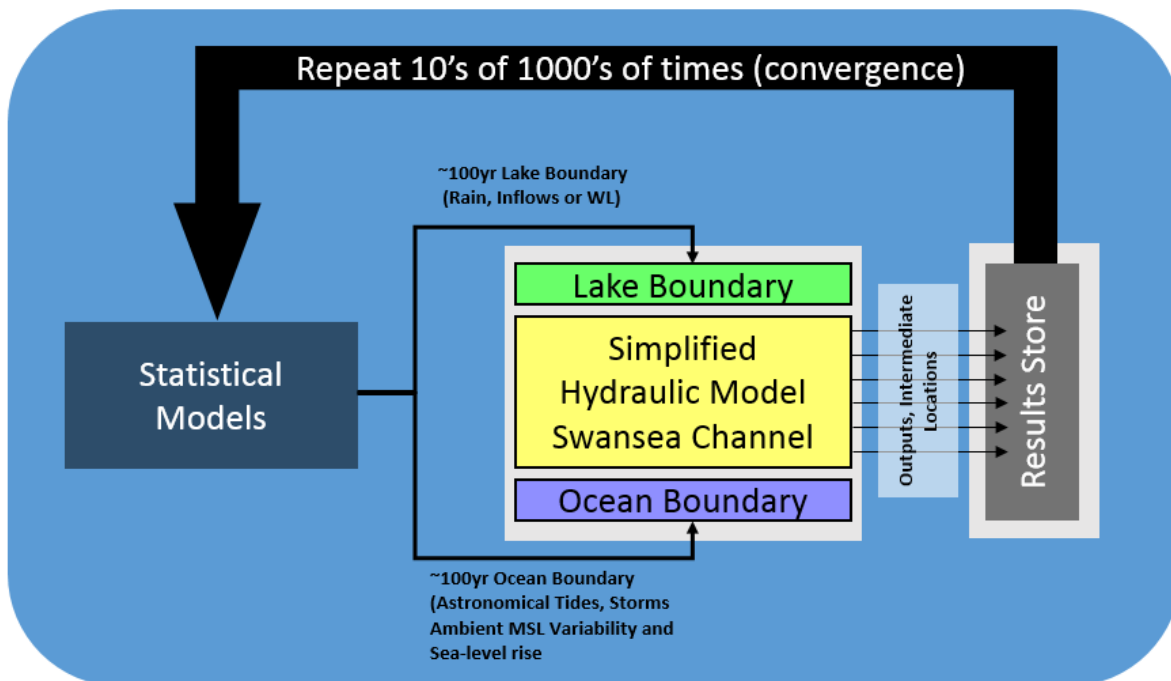 Repeat 10's of 1000's of times (convergence)
~100yr Lake Boundary
(Rain, Inflows or WL)
Lake Boundary
Statistical
Models
Simplified
Hydraulic Model
Swansea Channel
Outputs, Intermediate
Locations
Results Store
Ocean Boundary
~100yr Ocean Boundary
(Astronomical Tides, Storms
Ambient MSL Variability and
Sea-level rise